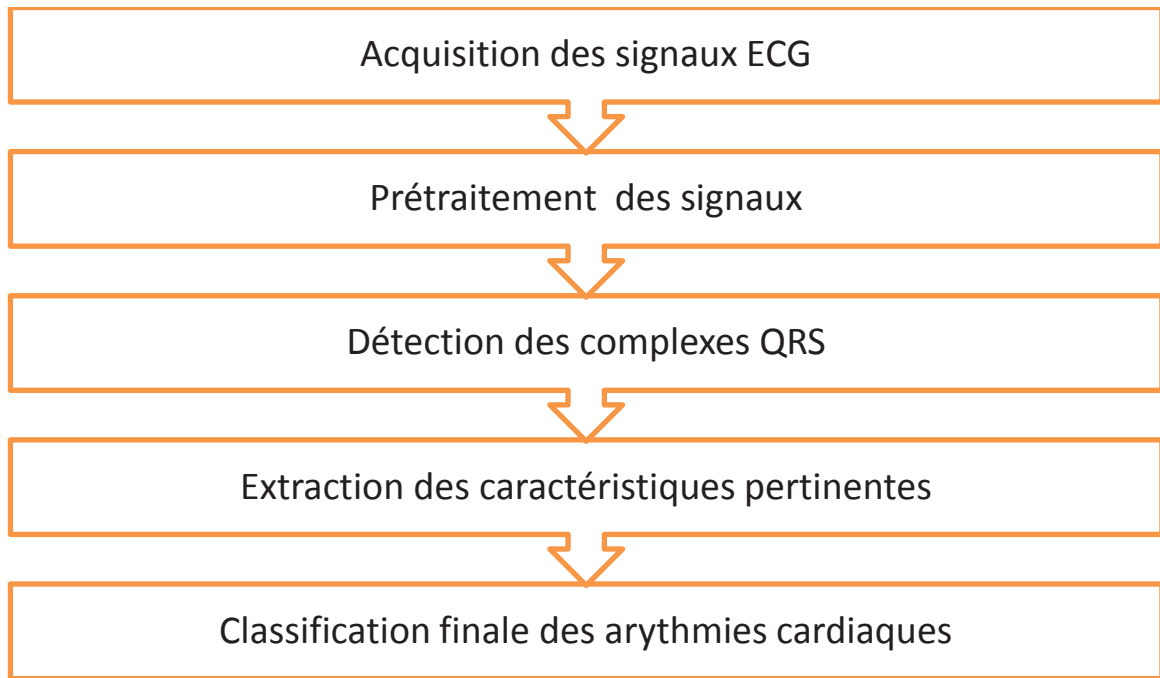 Acquisition des signaux ECG
Prétraitement  des signaux
Détection des complexes QRS
Extraction des caractéristiques pertinentes
Classification finale des arythmies cardiaques